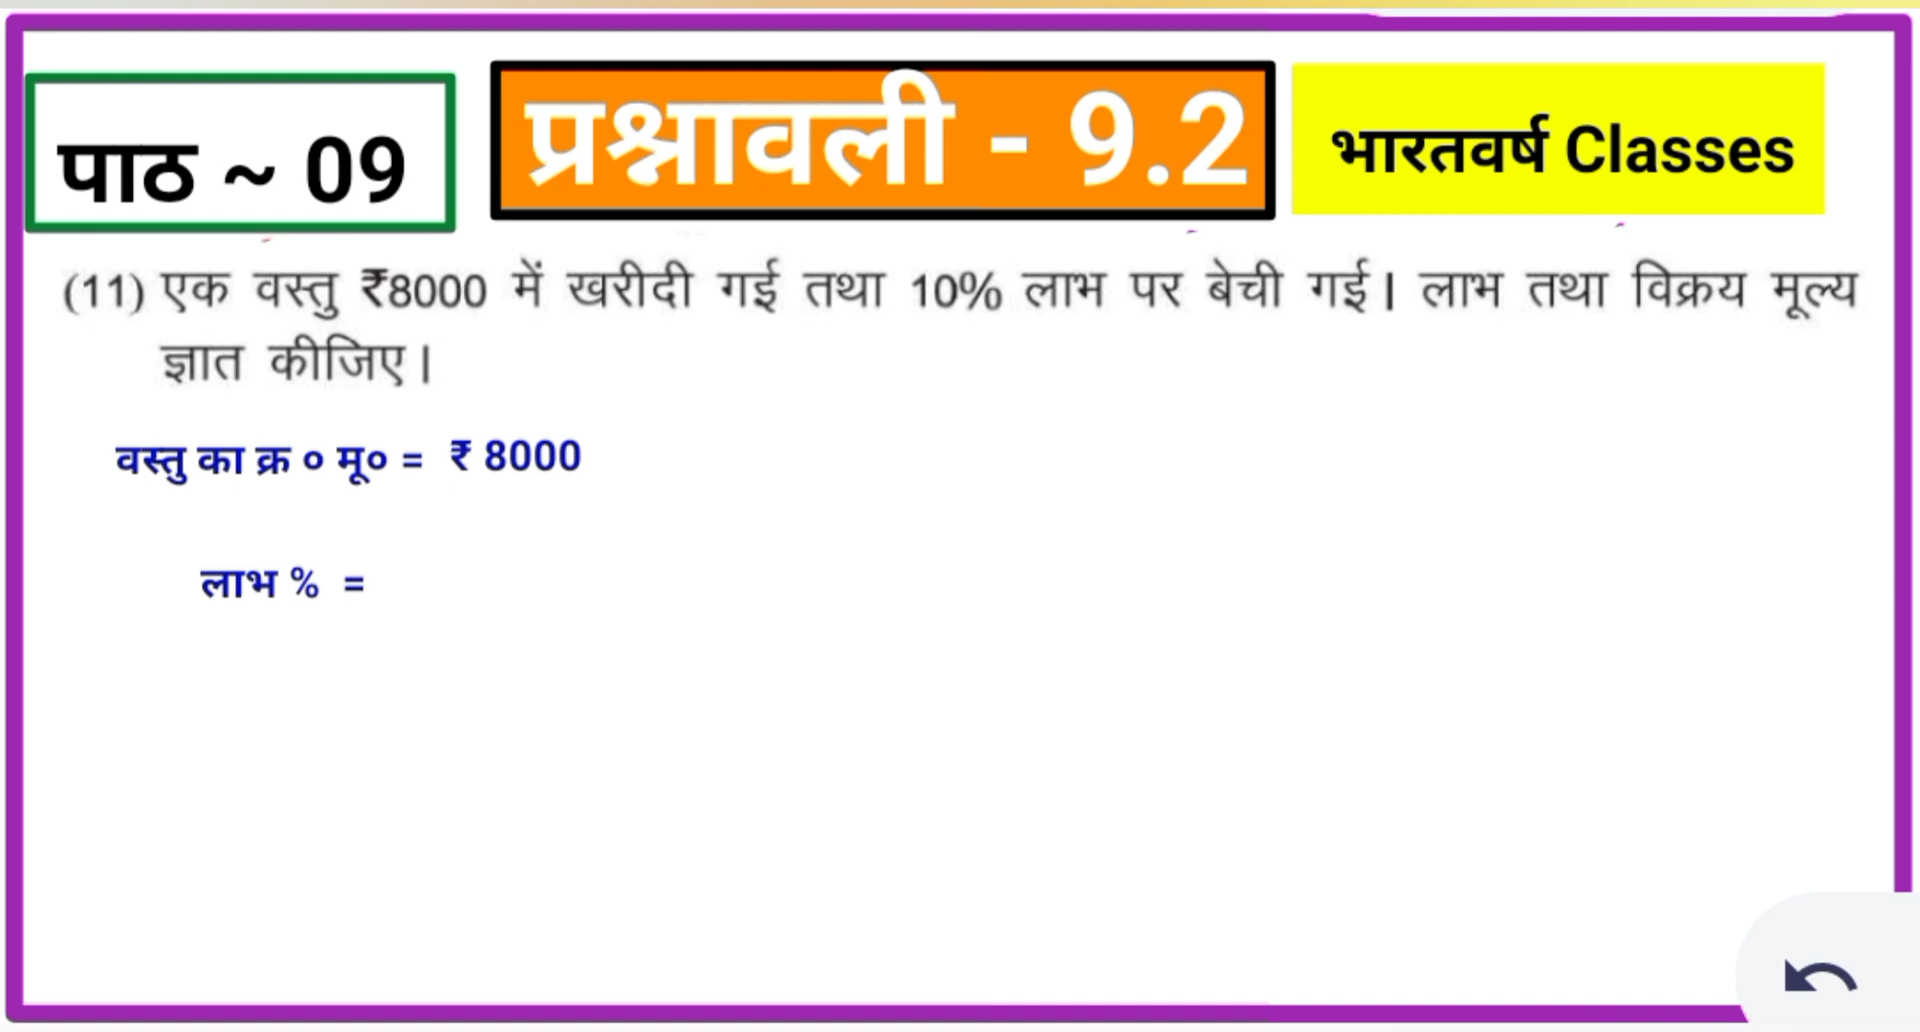 पाठ ~ 09
प्रश्नावली - 9.2
भारतवर्ष Classes
(11) एक वस्तु ₹8000 में खरीदी गई तथा 10% लाभ पर बेची गई। लाभ तथा विक्रय मूल्य
ज्ञात कीजिए।
वस्तु का क्र ० मू० = ₹ 8000
लाभ % =